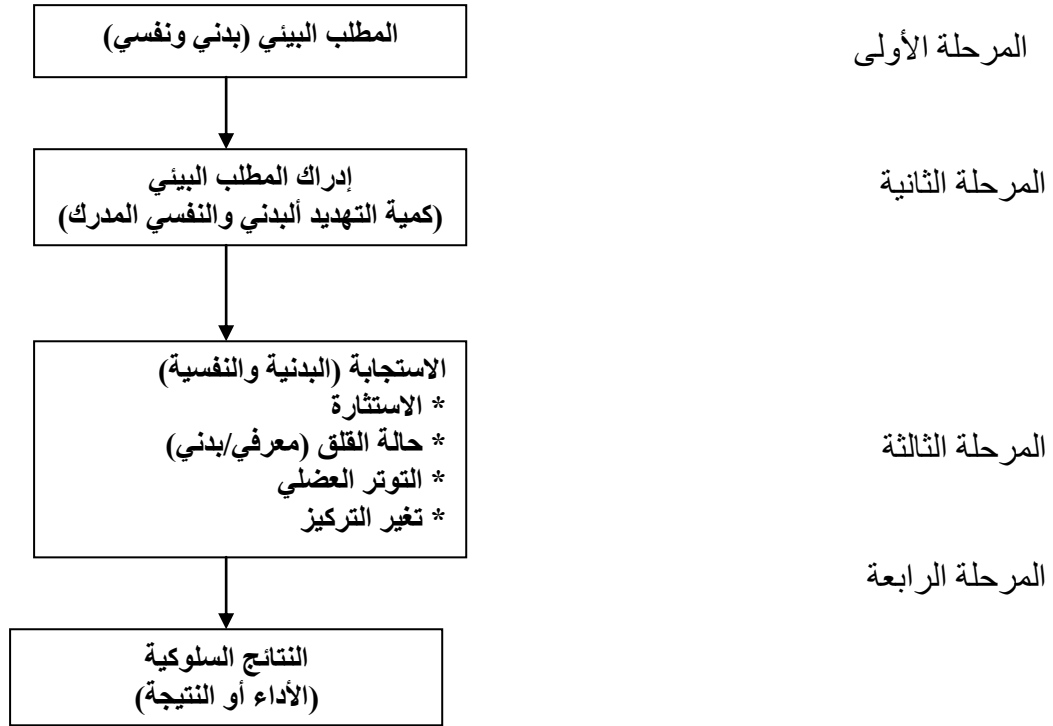 المطلب البيئي (بدني ونفسي)
المرحلة الأولى
إدراك المطلب البيئي
(كمية التهديد ألبدني والنفسي المدرك)
المرحلة الثانية
الاستجابة (البدنية والنفسية)
* الاستثارة
* حالة القلق (معرفي/بدني)
* التوتر العضلي
* تغير التركيز
المرحلة الثالثة
المرحلة الرابعة
النتائج السلوكية
(الأداء أو النتيجة)